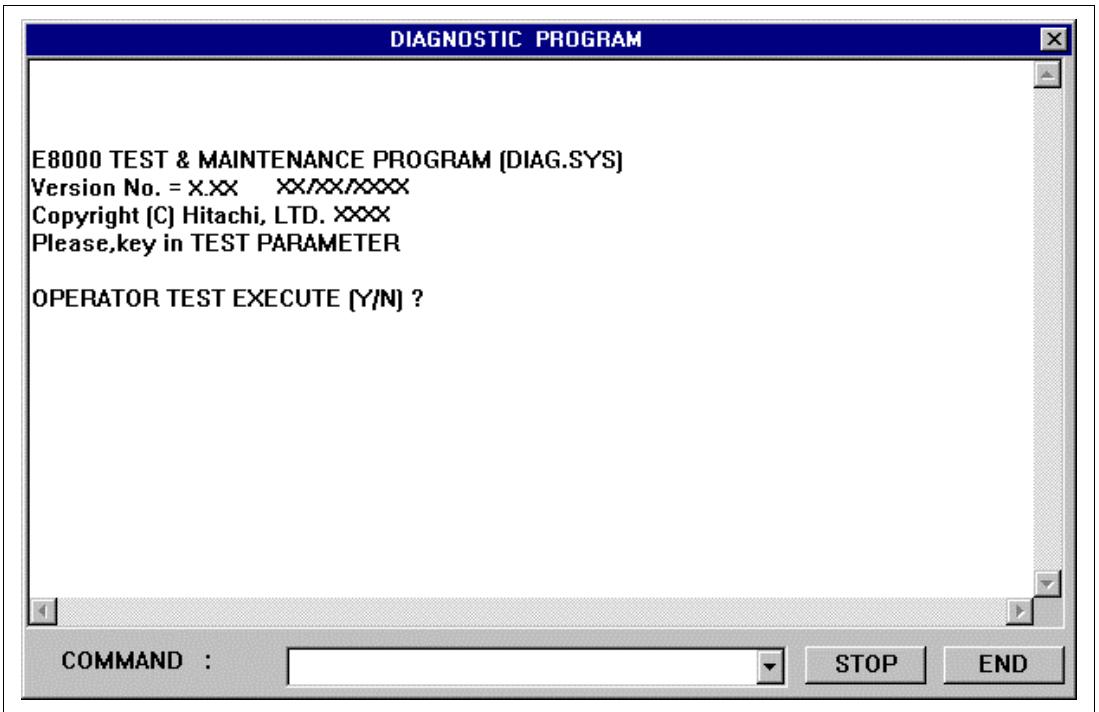 DIAGNOSTIC PROGRAM
E8000 TEST & MAINTENANCE PROGRAM (DIAG.SYS)
Version No. = X.XX XX/XX/XXXX
Copyright (C) Hitachi, LTD. XXXX
Please,key in TEST PARAMETER
OPERATOR TEST EXECUTE (Y/N) ?
COMMAND : STOP END